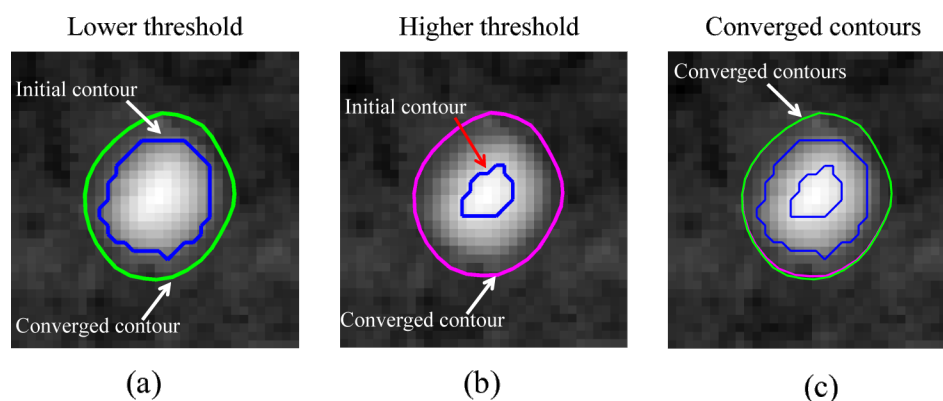 Lower threshold
Initial contour
Converged contour
(a)
Higher threshold
Initial contour
Converged contour
(b)
Converged contours
Converged contours
(c)